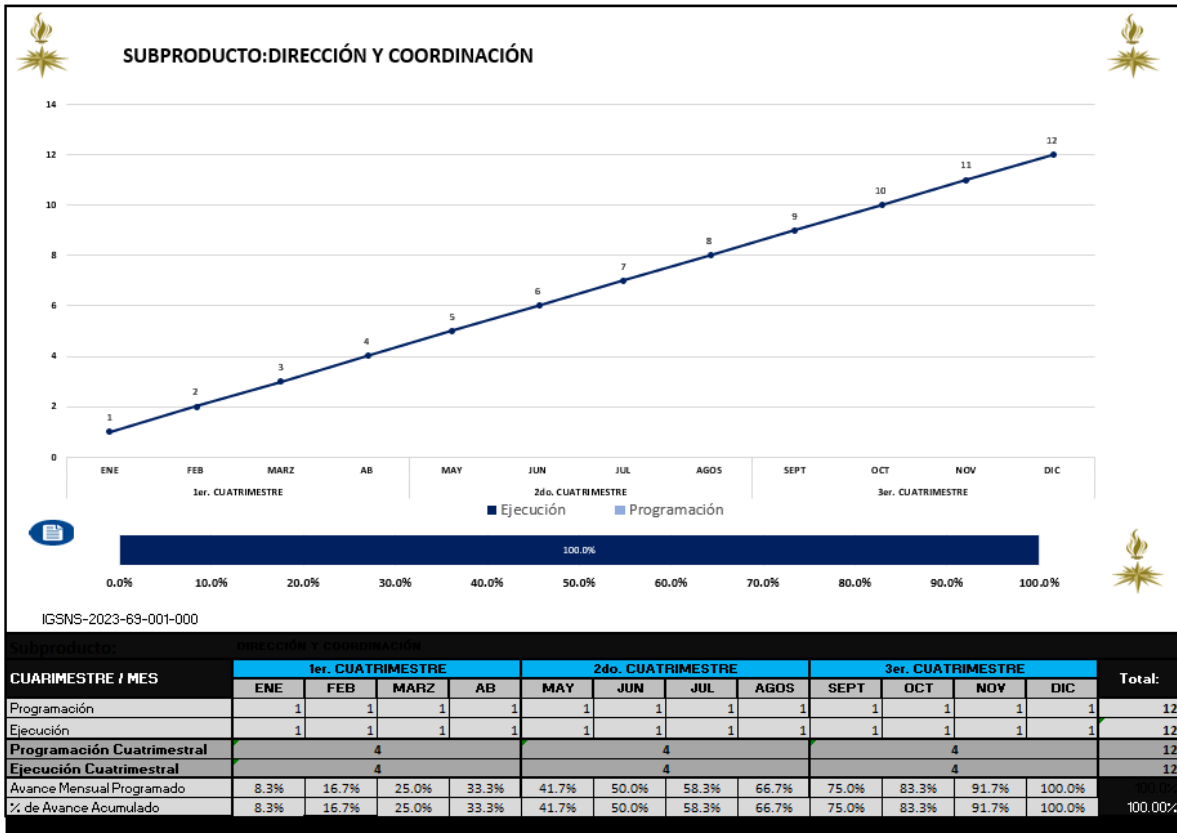 SUBPRODUCTO:DIRECCIÓN Y COORDINACIÓN
14
12
10
8
6
4
2
0
1 2 3 4 5 6 7 8 9 10 11 12
ENE FEB MARZ AB MAY JUN JUL AGOS SEPT OCT NOV DIC
1er. CUATRIMESTRE 2do. CUATRIMESTRE 3er. CUATRIMESTRE
Ejecución Programación
100.0%
0.0% 10.0% 20.0% 30.0% 40.0% 50.0% 60.0% 70.0% 80.0% 90.0% 100.0%
IGSNS-2023-69-001-000
Subproducto: DIRECCIÓN Y COORDINACIÓN
CUARIMESTRE / MES 1er. CUATRIMESTRE 2do. CUATRIMESTRE 3er. CUATRIMESTRE Total:
ENE FEB MARZ AB MAY JUN JUL AGOS SEPT OCT NOV DIC
Programación 1 1 1 1 1 1 1 1 1 1 1 1 12
Ejecución 1 1 1 1 1 1 1 1 1 1 1 1 12
Programación Cuatrimestral 4 4 4 12
Ejecución Cuatrimestral 4 4 4 12
Avance Mensual Programado 8.3% 16.7% 25.0% 33.3% 41.7% 50.0% 58.3% 66.7% 75.0% 83.3% 91.7% 100.0% 100.0%
% de Avance Acumulado 8.3% 16.7% 25.0% 33.3% 41.7% 50.0% 58.3% 66.7% 75.0% 83.3% 91.7% 100.0% 100.00%